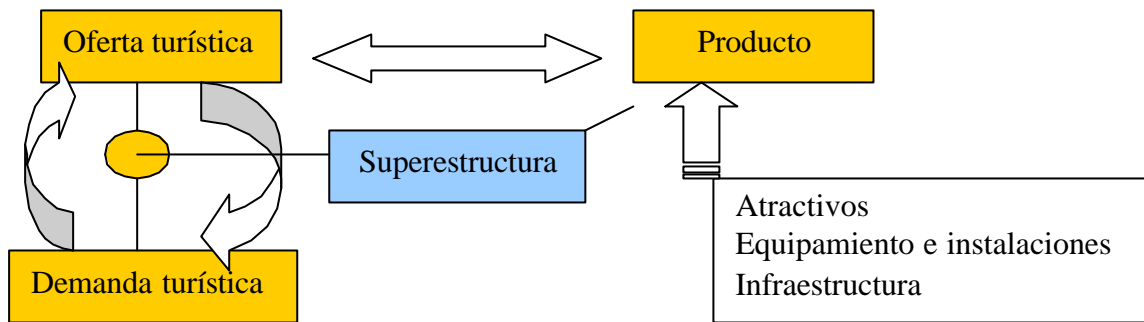 Oferta turística
Producto
Superestructura
Atractivos
Equipamiento e instalaciones
Infraestructura
Demanda turística